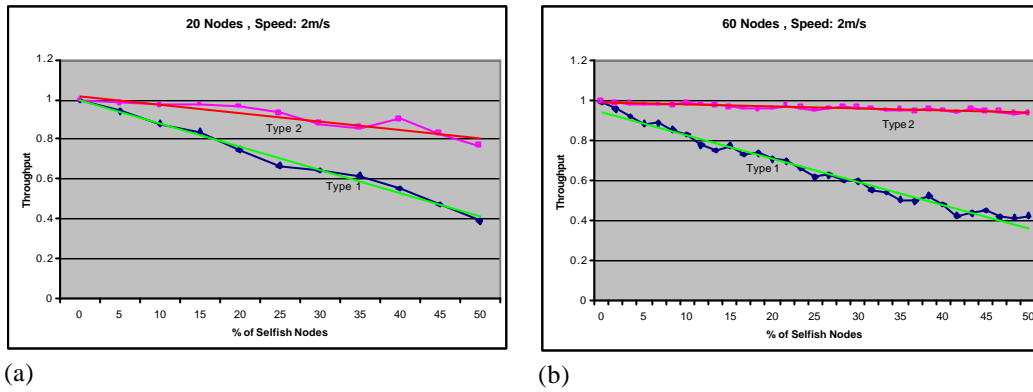 20 Nodes , Speed: 2m/s
1.2
1
0.8
0.6
0.4
0.2
0
Throughput
Type 2
Type 1
0 5 10 15 20 25 30 35 40 45 50
% of Selfish Nodes
(a)
60 Nodes , Speed: 2m/s
1.2
1
0.8
0.6
0.4
0.2
0
Throughput
Type 2
Type 1
0 5 10 15 20 25 30 35 40 45 50
% of Selfish Nodes
(b)